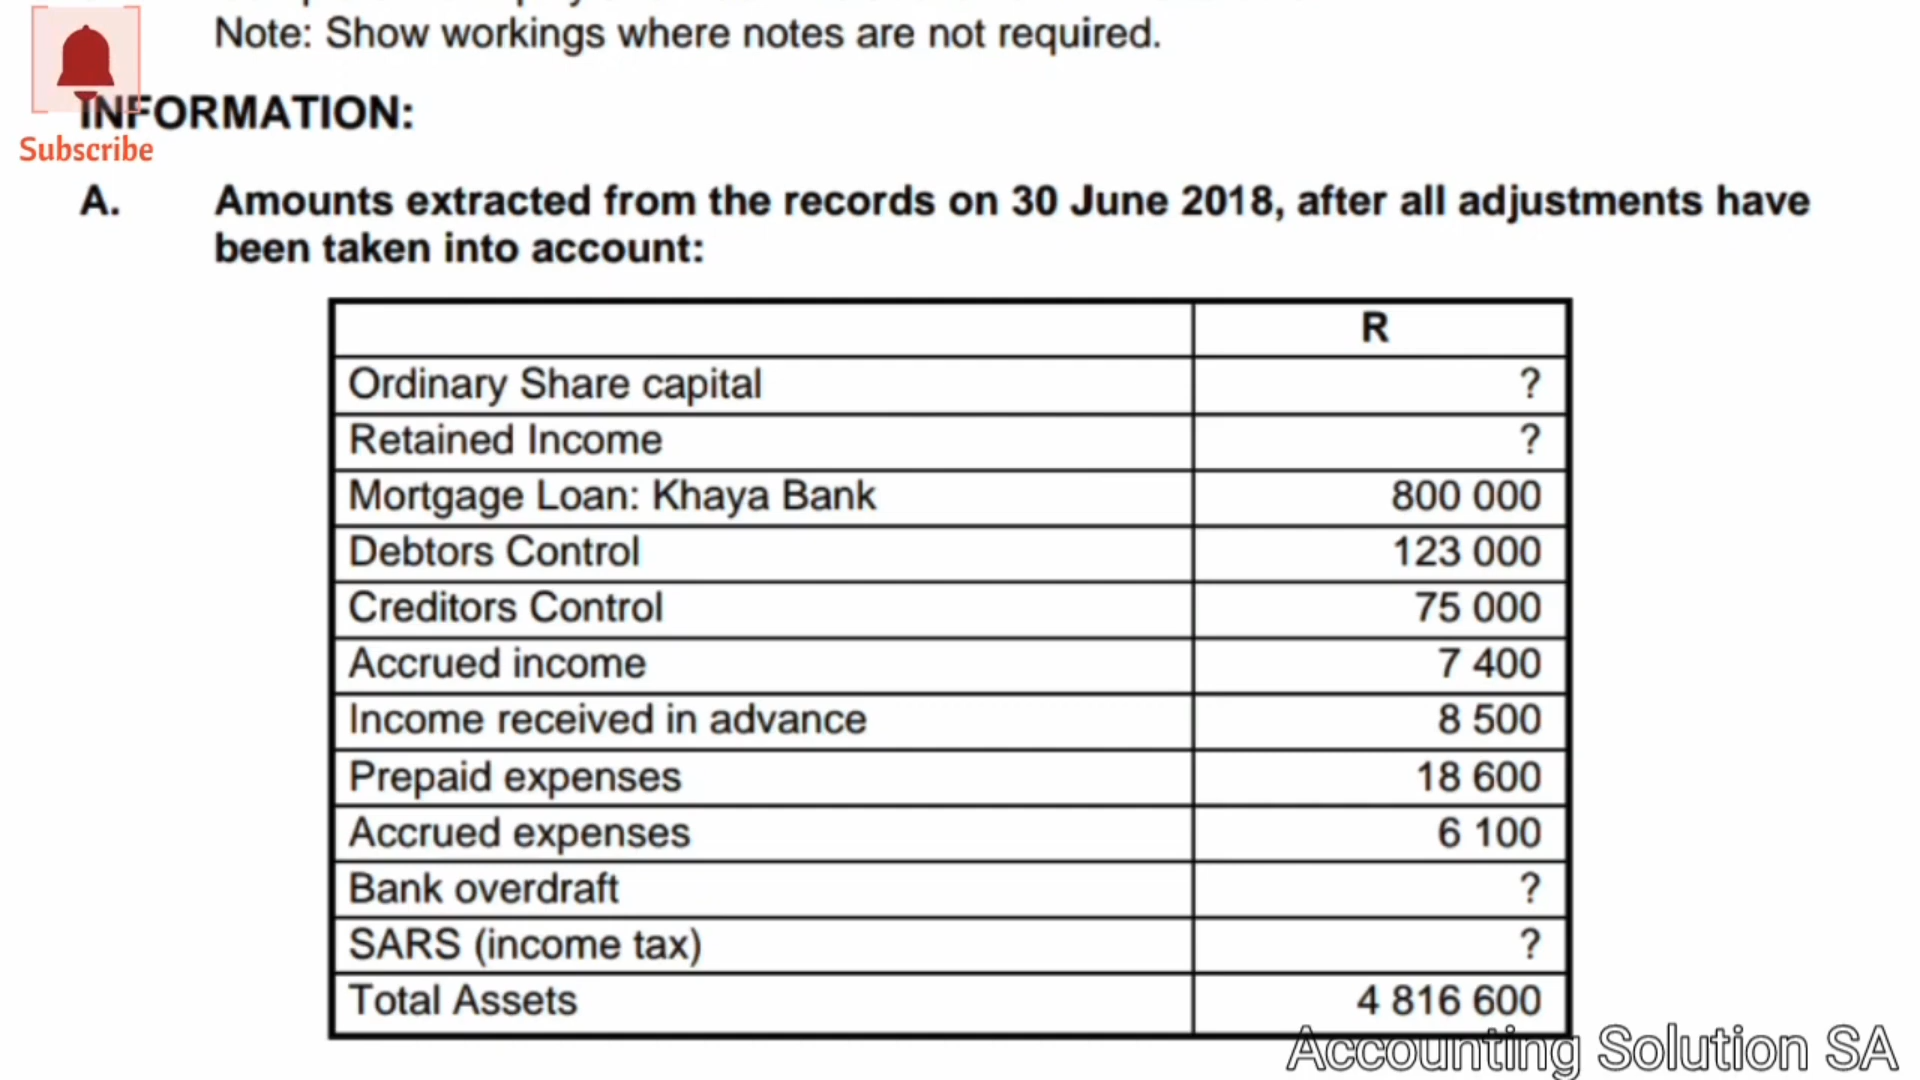 Note: Show workings where notes are not required.
INFORMATION:
Subscribe
A. Amounts extracted from the records on 30 June 2018, after all adjustments have
been taken into account:
R
Ordinary Share capital ?
Retained Income ?
Mortgage Loan: Khaya Bank 800 000
Debtors Control 123 000
Creditors Control 75 000
Accrued income 7 400
Income received in advance 8 500
Prepaid expenses 18 600
Accrued expenses 6 100
Bank overdraft ?
SARS (income tax) ?
Total Assets 4 816 600
Accounting Solution SA